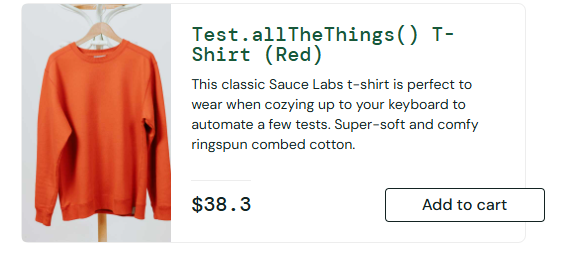 Test.allTheThings() T-
Shirt (Red)
This classic Sauce Labs t-shirt is perfect to
wear when cozying up to your keyboard to
automate a few tests. Super-soft and comfy
ringspun combed cotton.
$38.3
Add to cart